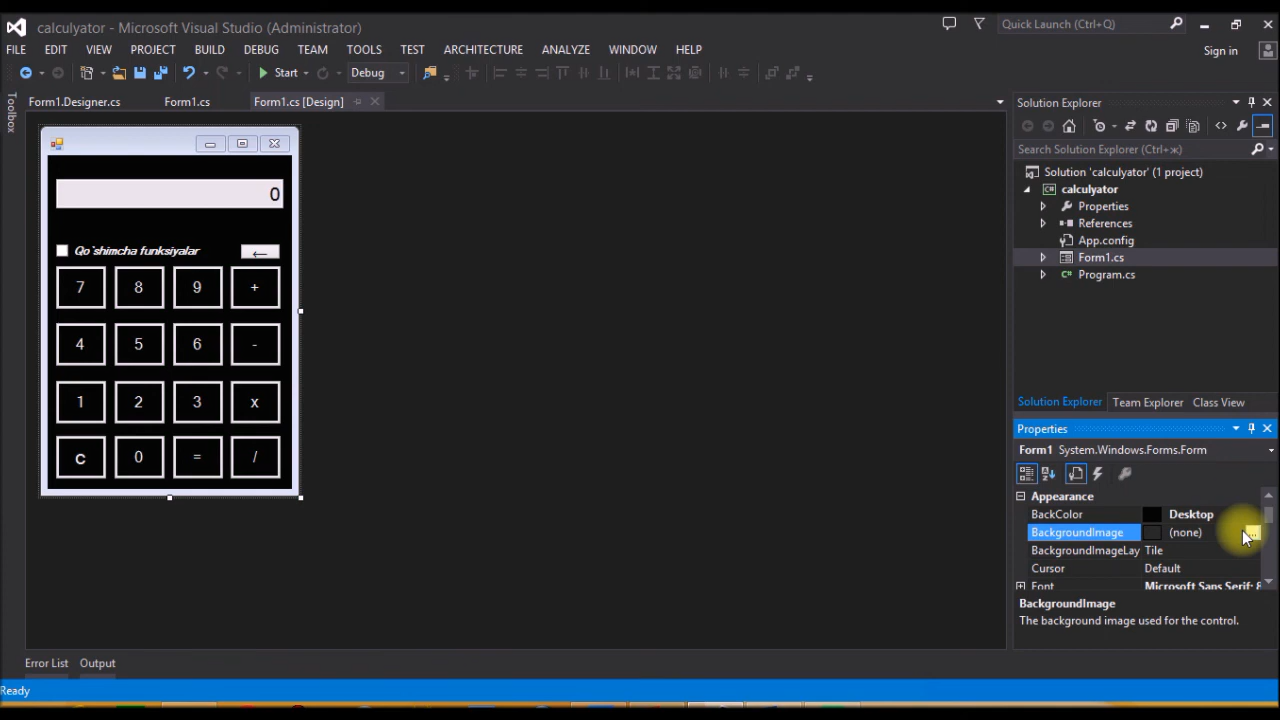 calculyator - Microsoft Visual Studio (Administrator)
Quick Launch (Ctrl+Q)
FILE EDIT VIEW PROJECT BUILD DEBUG TEAM TOOLS TEST ARCHITECTURE ANALYZE WINDOW HELP
Sign in
Start Debug
Toolbox
Form1.Designer.cs Form1.cs Form1.cs [Design]
0
Qo`shimcha funksiyalar ←
7 8 9 +
4 5 6 -
1 2 3 x
c 0 = /
Solution Explorer
Search Solution Explorer (Ctrl+ж)
Solution 'calculyator' (1 project)
calculyator
Properties
References
App.config
Form1.cs
Program.cs
Solution Explorer Team Explorer Class View
Properties
Form1 System.Windows.Forms.Form
Appearance
BackColor Desktop
BackgroundImage (none)
BackgroundImageLay Tile
Cursor Default
Font Microsoft Sans Serif; 8
BackgroundImage
The background image used for the control.
Error List Output
Ready